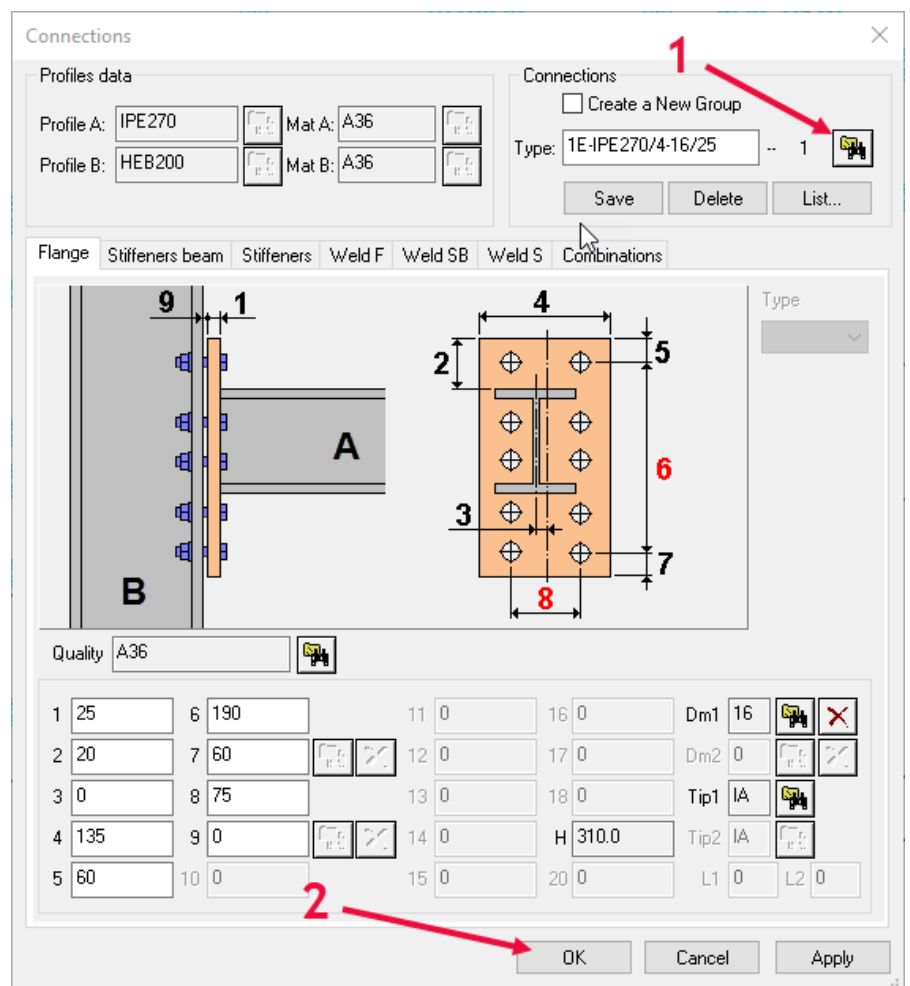 Connections
Profiles data
Profile A: IPE270 Mat A: A36
Profile B: HEB200 Mat B: A36
Connections
1
Create a New Group
Type: 1E-IPE270/4-16/25 -- 1
Save Delete List...
Flange Stiffeners beam Stiffeners Weld F Weld SB Weld S Combinations
9 1 4
2 5
A
6
3
B 7
8
Type
Quality A36
1 25 6 190 11 0 16 0 Dm1 16
2 20 7 60 12 0 17 0 Dm2 0
3 0 8 75 13 0 18 0 Tip1 IA
4 135 9 0 14 0 H 310.0 Tip2 IA
5 60 10 0 15 0 20 0 L1 0 L2 0
2
OK Cancel Apply